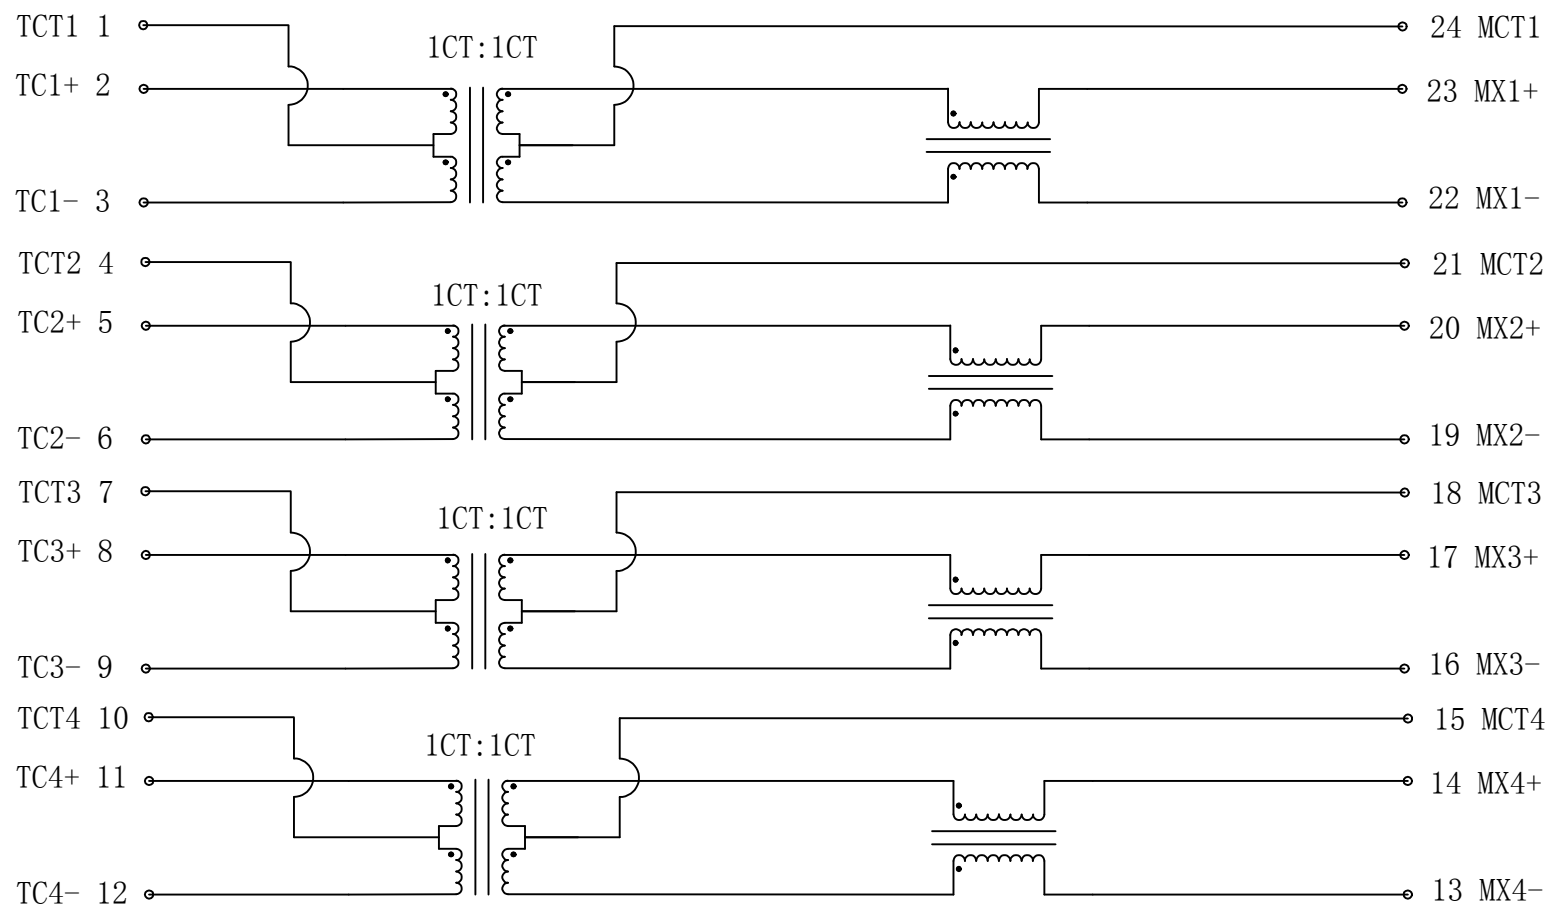 TCT1 1
24 MCT1
1CT:1CT
TC1+ 2
23 MX1+
TC1- 3
22 MX1-
TCT2 4
21 MCT2
1CT:1CT
TC2+ 5
20 MX2+
TC2- 6
19 MX2-
TCT3 7
18 MCT3
1CT:1CT
TC3+ 8
17 MX3+
TC3- 9
16 MX3-
TCT4 10
15 MCT4
1CT:1CT
TC4+ 11
14 MX4+
TC4- 12
13 MX4-